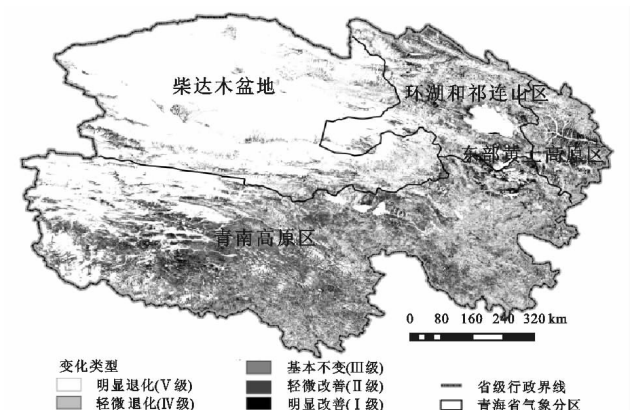 柴达木盆地
环湖和祁连山区
东部黄土高原区
青南高原区
0 80 160 240 320 km
变化类型
明显退化(Ⅴ级)
轻微退化(Ⅳ级)
基本不变(Ⅲ级)
轻微改善(Ⅱ级)
明显改善(Ⅰ级)
省级行政界线
青海省气象分区